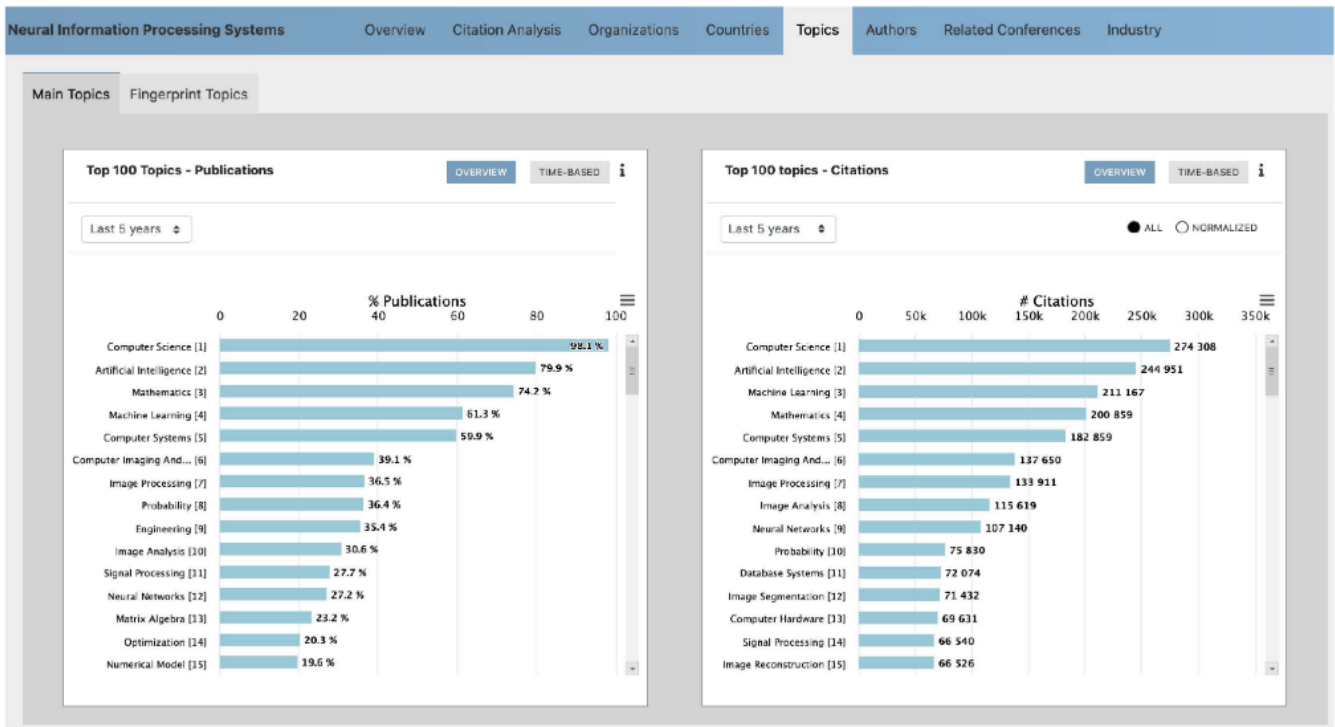 Neural Information Processing Systems Overview Citation Analysis Organizations Countries Topics Authors Related Conferences Industry
Main Topics Fingerprint Topics
Top 100 Topics - Publications OVERVIEW TIME-BASED i
Last 5 years
% Publications
0 20 40 60 80 100
Computer Science [1] 98.1 %
Artificial Intelligence [2] 79.9 %
Mathematics [3] 74.2 %
Machine Learning [4] 61.3 %
Computer Systems [5] 59.9 %
Computer Imaging And... [6] 39.1 %
Image Processing [7] 36.5 %
Probability [8] 36.4 %
Engineering [9] 35.4 %
Image Analysis [10] 30.6 %
Signal Processing [11] 27.7 %
Neural Networks [12] 27.2 %
Matrix Algebra [13] 23.2 %
Optimization [14] 20.3 %
Numerical Model [15] 19.6 %
Top 100 topics - Citations OVERVIEW TIME-BASED i
Last 5 years ALL NORMALIZED
# Citations
0 50k 100k 150k 200k 250k 300k 350k
Computer Science [1] 274 308
Artificial Intelligence [2] 244 951
Machine Learning [3] 211 167
Mathematics [4] 200 859
Computer Systems [5] 182 859
Computer Imaging And... [6] 137 650
Image Processing [7] 133 911
Image Analysis [8] 115 619
Neural Networks [9] 107 140
Probability [10] 75 830
Database Systems [11] 72 074
Image Segmentation [12] 71 432
Computer Hardware [13] 69 631
Signal Processing [14] 66 540
Image Reconstruction [15] 66 526